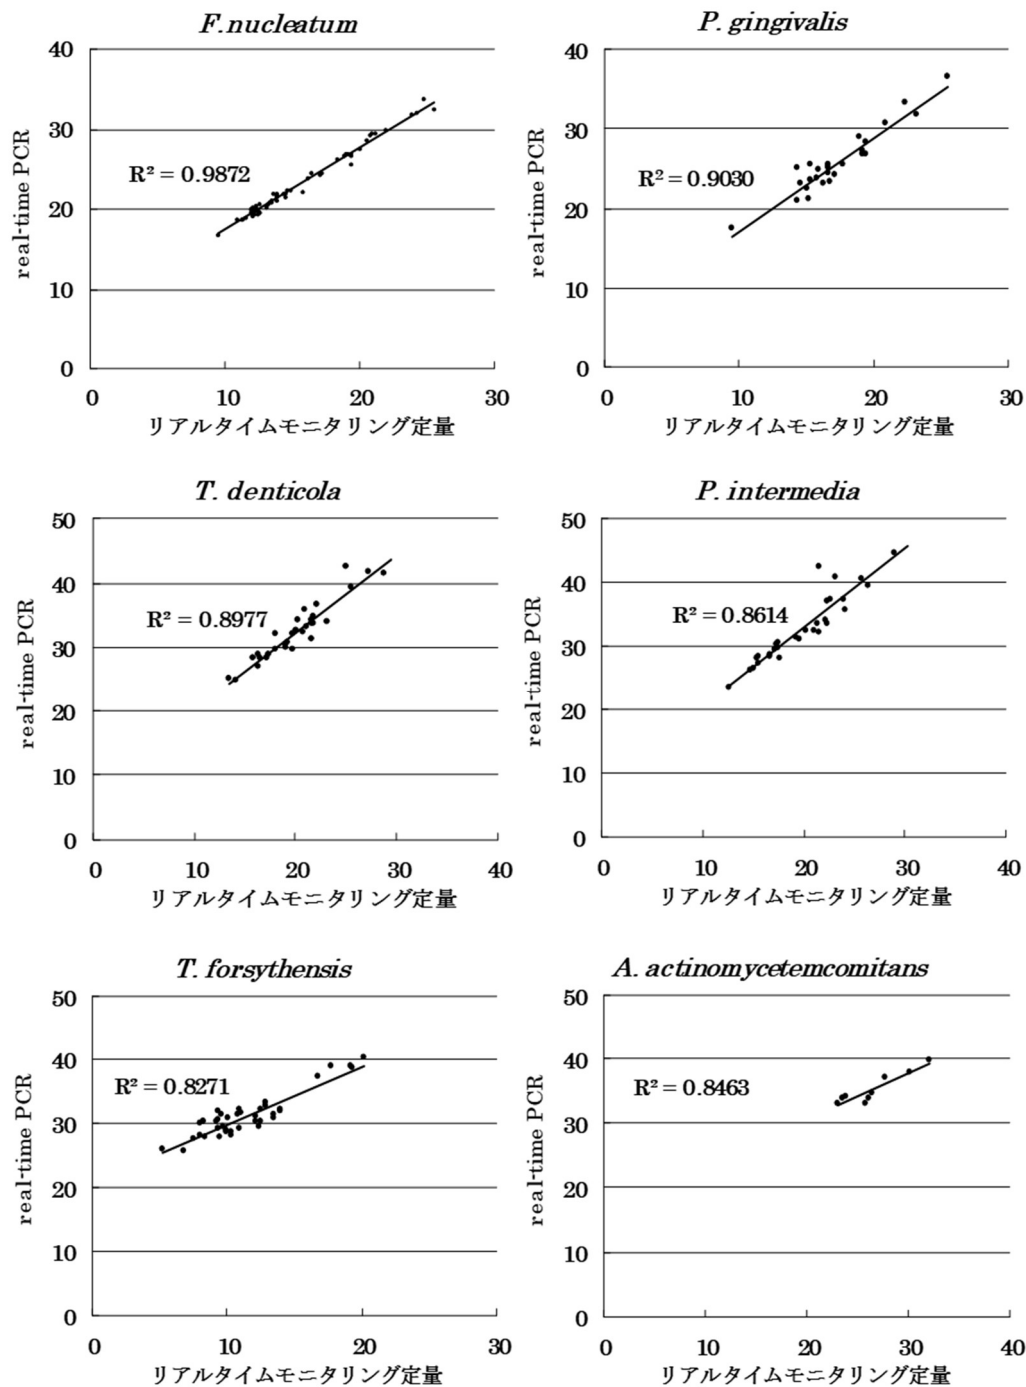 F.nucleatum
40
30
20
10
0
real-time PCR
R² = 0.9872
0
10
20
30
リアルタイムモニタリング定量
P. gingivalis
40
30
20
10
0
real-time PCR
R² = 0.9030
0
10
20
30
リアルタイムモニタリング定量
T. denticola
50
40
30
20
10
0
real-time PCR
R² = 0.8977
0
10
20
30
40
リアルタイムモニタリング定量
P. intermedia
50
40
30
20
10
0
real-time PCR
R² = 0.8614
0
10
20
30
40
リアルタイムモニタリング定量
T. forsythensis
50
40
30
20
10
0
real-time PCR
R² = 0.8271
0
10
20
30
リアルタイムモニタリング定量
A. actinomycetemcomitans
50
40
30
20
10
0
real-time PCR
R² = 0.8463
0
10
20
30
40
リアルタイムモニタリング定量